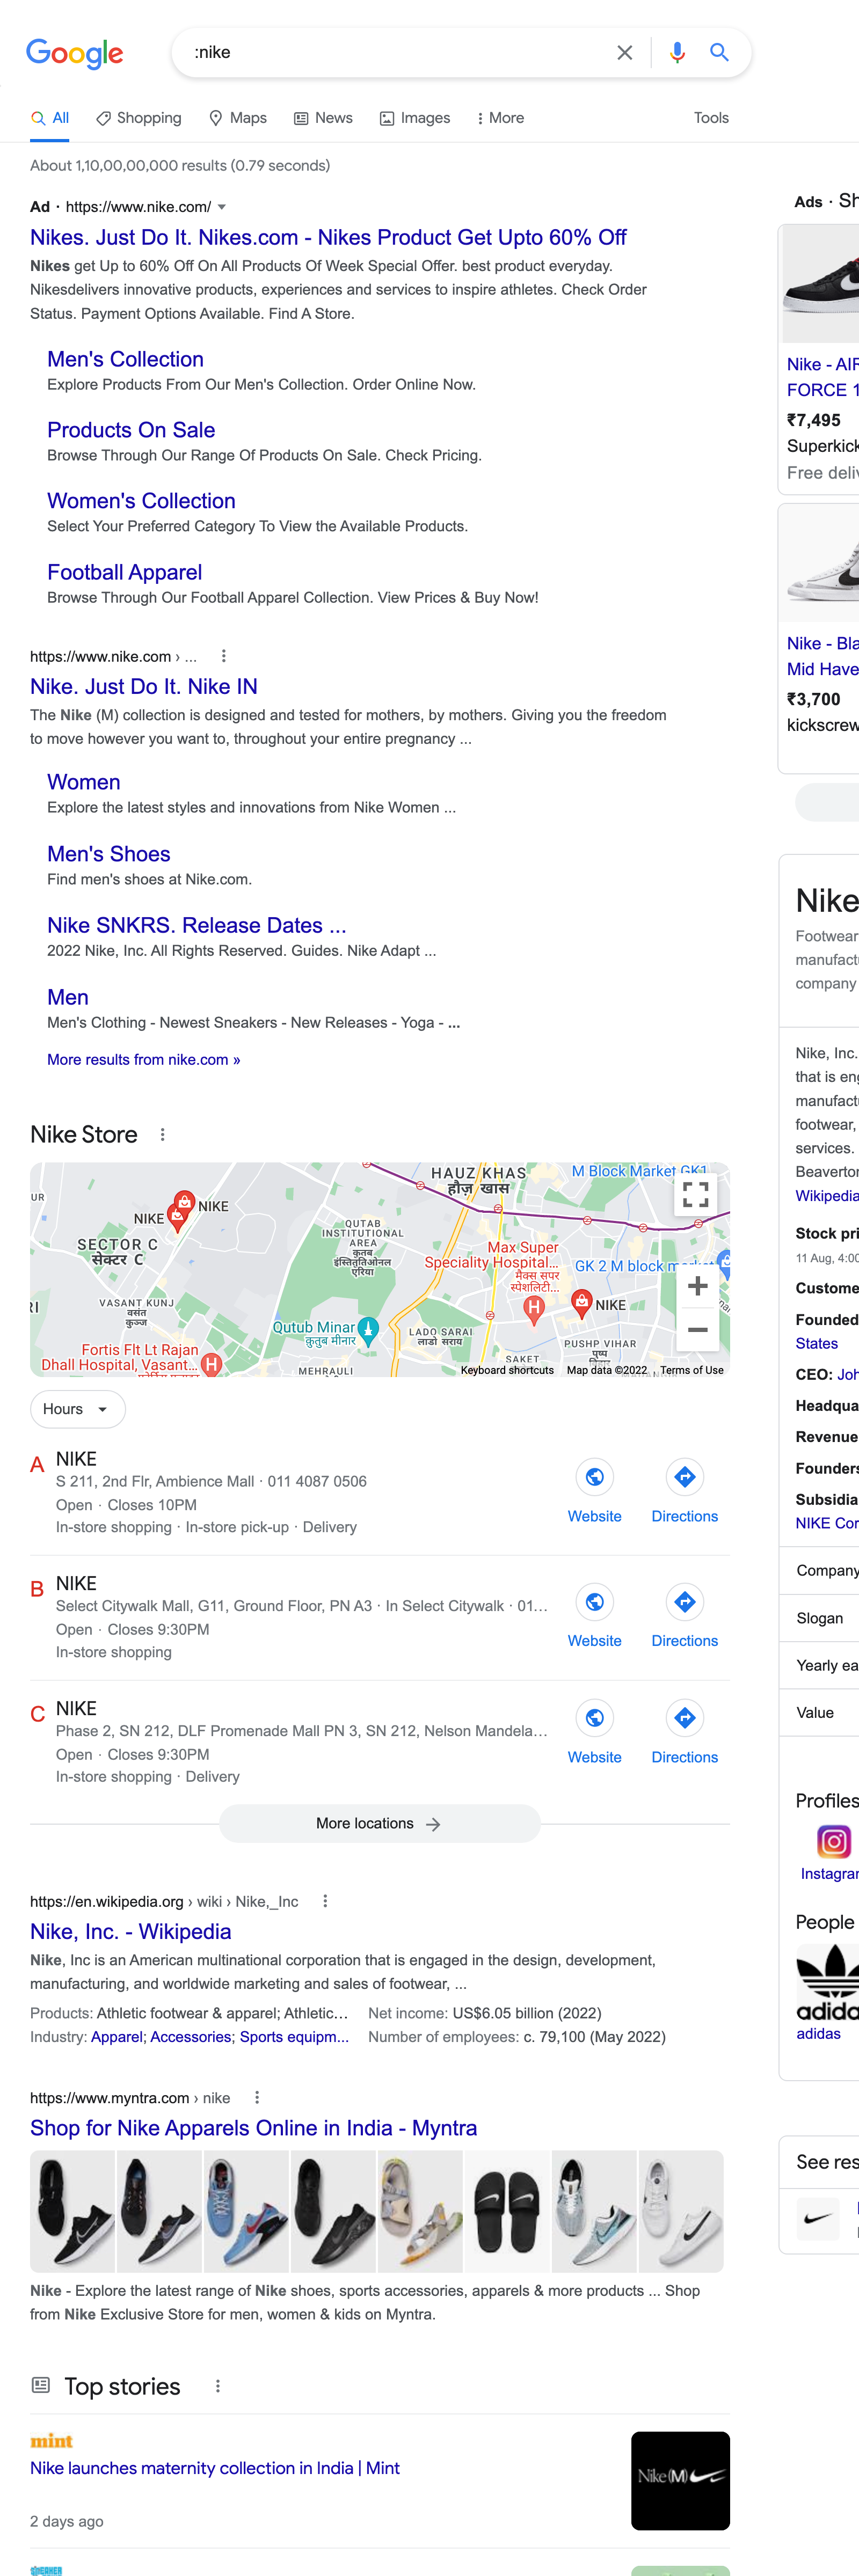 Google
:nike
All
Shopping
Maps
News
Images
More
Tools
About 1,10,00,00,000 results (0.79 seconds)
Ad · https://www.nike.com/
Nikes. Just Do It. Nikes.com - Nikes Product Get Upto 60% Off
Nikes get Up to 60% Off On All Products Of Week Special Offer. best product everyday.
Nikesdelivers innovative products, experiences and services to inspire athletes. Check Order
Status. Payment Options Available. Find A Store.
Men's Collection
Explore Products From Our Men's Collection. Order Online Now.
Products On Sale
Browse Through Our Range Of Products On Sale. Check Pricing.
Women's Collection
Select Your Preferred Category To View the Available Products.
Football Apparel
Browse Through Our Football Apparel Collection. View Prices & Buy Now!
https://www.nike.com › ...
Nike. Just Do It. Nike IN
The Nike (M) collection is designed and tested for mothers, by mothers. Giving you the freedom
to move however you want to, throughout your entire pregnancy ...
Women
Explore the latest styles and innovations from Nike Women ...
Men's Shoes
Find men's shoes at Nike.com.
Nike SNKRS. Release Dates ...
2022 Nike, Inc. All Rights Reserved. Guides. Nike Adapt ...
Men
Men's Clothing - Newest Sneakers - New Releases - Yoga - ...
More results from nike.com »
Nike Store
HAUZ KHAS
हौज़ खास
M Block Market GK1
UR
NIKE
NIKE
SECTOR C
सेक्टर C
QUTAB
INSTITUTIONAL
AREA
कुतब
इंस्तितुतिओनल
एरिया
Max Super
Speciality Hospital...
मैक्स सपर
स्पेशलिटी...
GK 2 M block market
RI
VASANT KUNJ
वसंत
कुञ्ज
NIKE
Qutub Minar
क़ुतुब मीनार
LADO SARAI
लाडो सराय
PUSHP VIHAR
पुष्प
विहार
Fortis Flt Lt Rajan
Dhall Hospital, Vasant...
MEHRAULI
SAKET
Keyboard shortcuts
Map data ©2022
Terms of Use
Hours
A
NIKE
S 211, 2nd Flr, Ambience Mall · 011 4087 0506
Open · Closes 10PM
In-store shopping · In-store pick-up · Delivery
Website
Directions
B
NIKE
Select Citywalk Mall, G11, Ground Floor, PN A3 · In Select Citywalk · 01...
Open · Closes 9:30PM
In-store shopping
Website
Directions
C
NIKE
Phase 2, SN 212, DLF Promenade Mall PN 3, SN 212, Nelson Mandela...
Open · Closes 9:30PM
In-store shopping · Delivery
Website
Directions
More locations
https://en.wikipedia.org › wiki › Nike,_Inc
Nike, Inc. - Wikipedia
Nike, Inc is an American multinational corporation that is engaged in the design, development,
manufacturing, and worldwide marketing and sales of footwear, ...
Products: Athletic footwear & apparel; Athletic...
Net income: US$6.05 billion (2022)
Industry: Apparel; Accessories; Sports equipm...
Number of employees: c. 79,100 (May 2022)
https://www.myntra.com › nike
Shop for Nike Apparels Online in India - Myntra
Nike - Explore the latest range of Nike shoes, sports accessories, apparels & more products ... Shop
from Nike Exclusive Store for men, women & kids on Myntra.
Top stories
mint
Nike launches maternity collection in India | Mint
2 days ago
Nike (M)
Ads · Sh
Nike - AIR
FORCE 1
₹7,495
Superkick
Free deliv
Nike - Bla
Mid Have
₹3,700
kickscrew
Nike
Footwear
manufactu
company
Nike, Inc.
that is eng
manufactu
footwear,
services.
Beaverton
Wikipedia
Stock pri
11 Aug, 4:00
Custome
Founded
States
CEO: Joh
Headqua
Revenue
Founders
Subsidia
NIKE Cor
Company
Slogan
Yearly ea
Value
Profiles
Instagram
People
adidas
adidas
See res